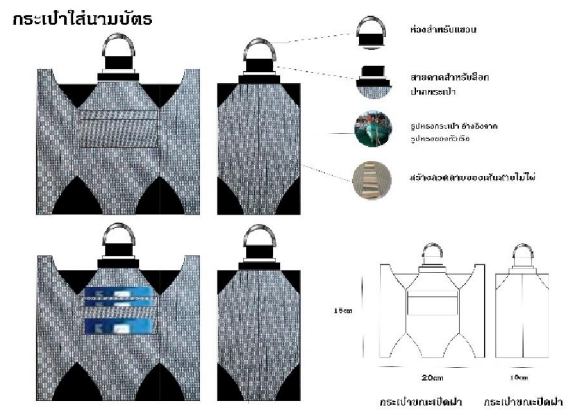 กระเป๋าใส่นามบัตร
ห่วงสำหรับแขวน
สายคาดสำหรับล็อก
ปากกระเป๋า
รูปทรงกระเป๋า อ้างอิงจาก
รูปทรงของหัวเรือ
สร้างลวดลายของเส้นสายไม้ไผ่
15cm
20cm
10cm
กระเป๋าขณะเปิดฝา
กระเป๋าขณะปิดฝา